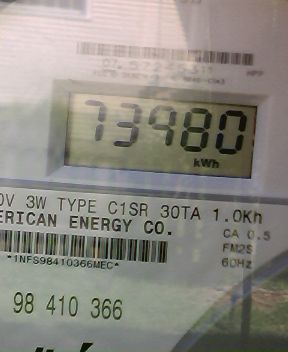 HPP
73980
kWh
0V 3W TYPE C1SR 30TA 1.0Kh
ERICAN ENERGY CO.
CA 0.5
FM2S
*1NFS98410366MEC*
60Hz
98 410 366